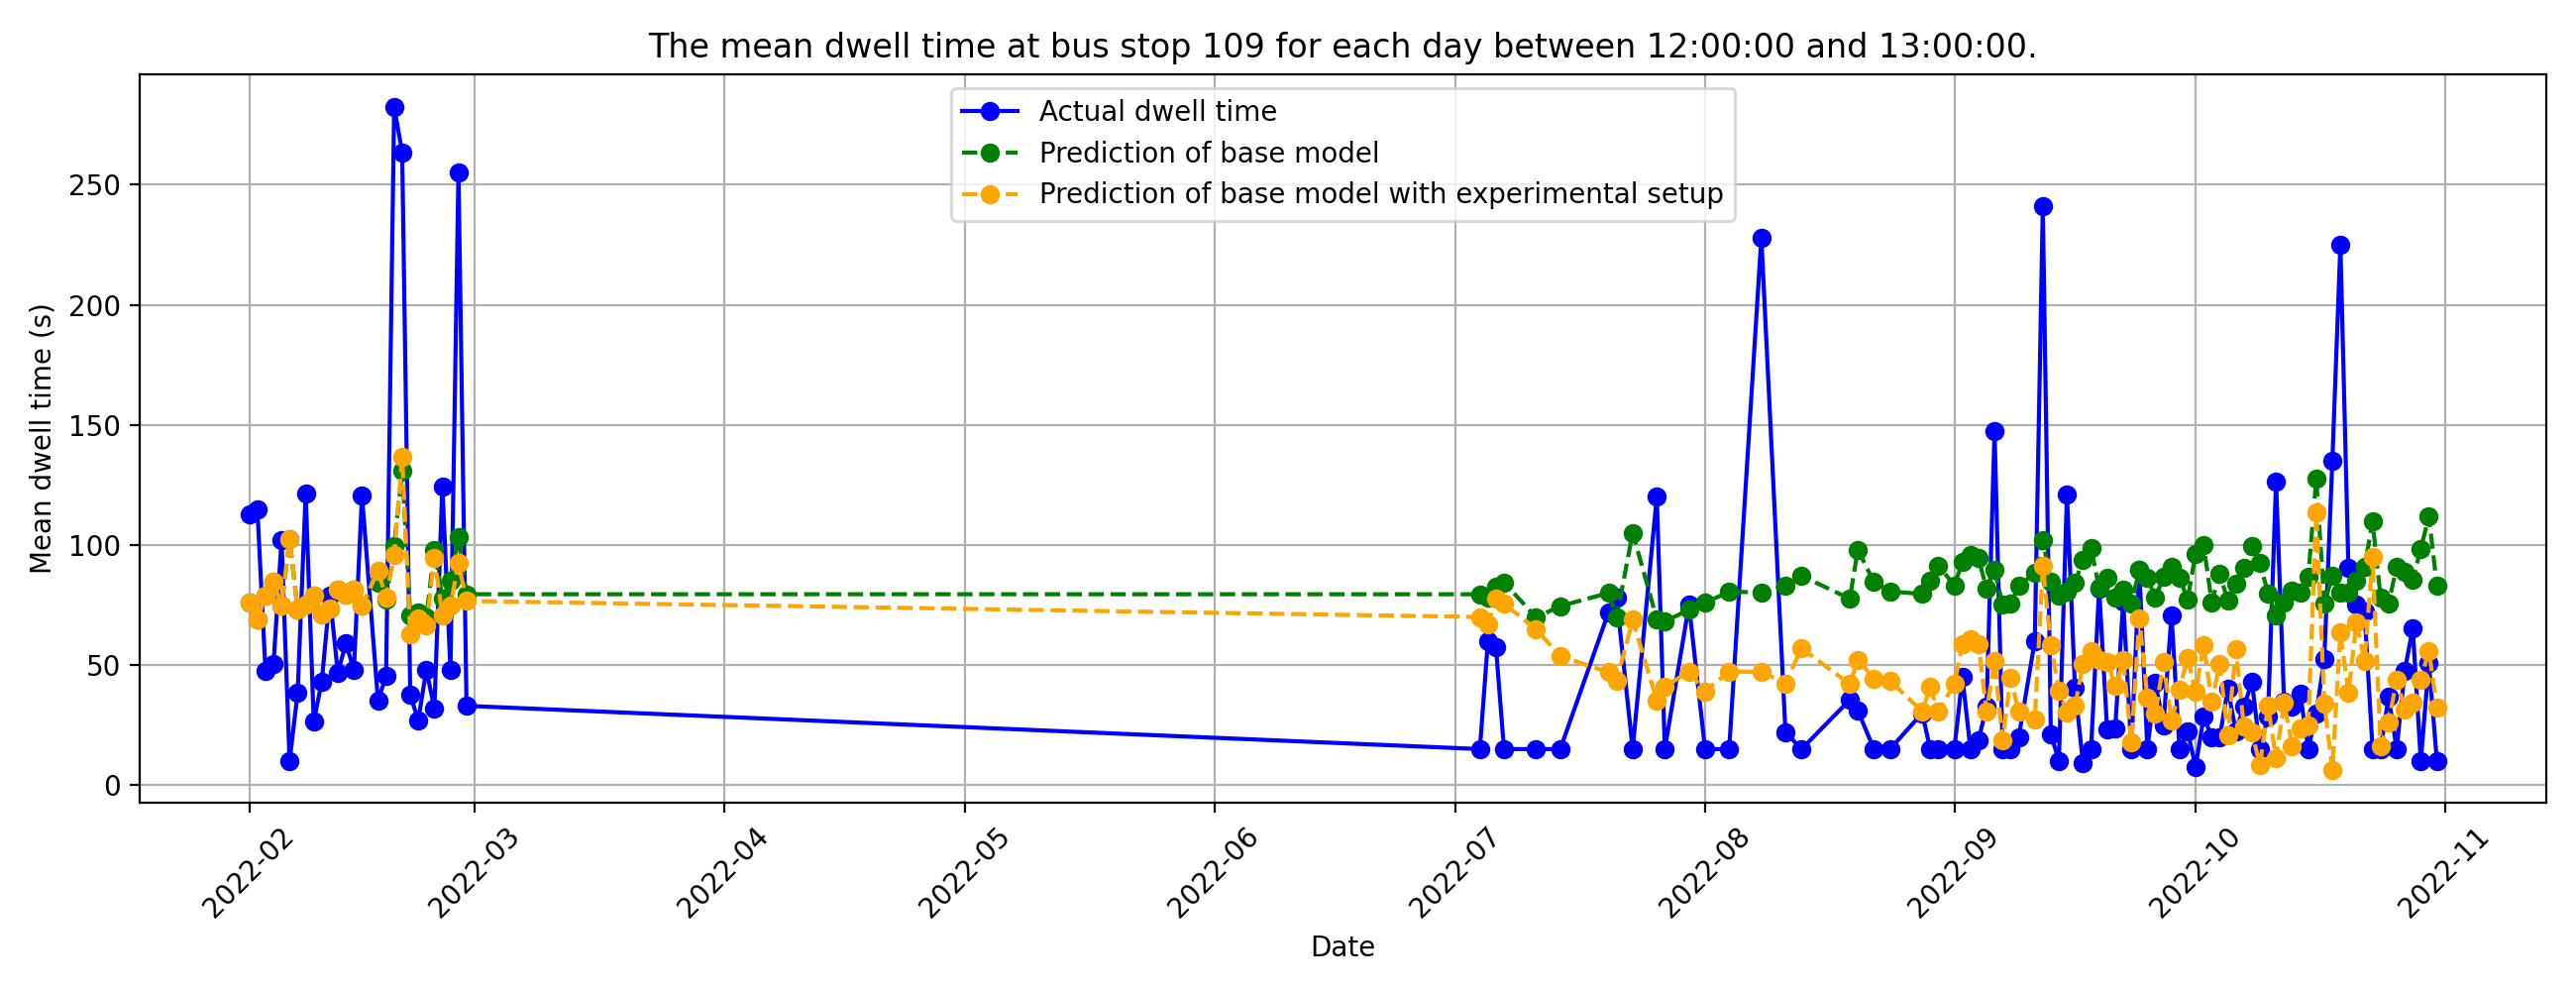 The mean dwell time at bus stop 109 for each day between 12:00:00 and 13:00:00.
Actual dwell time
Prediction of base model
Prediction of base model with experimental setup
Mean dwell time (s)
250
200
150
100
50
0
2022-02
2022-03
2022-04
2022-05
2022-06
2022-07
2022-08
2022-09
2022-10
2022-11
Date